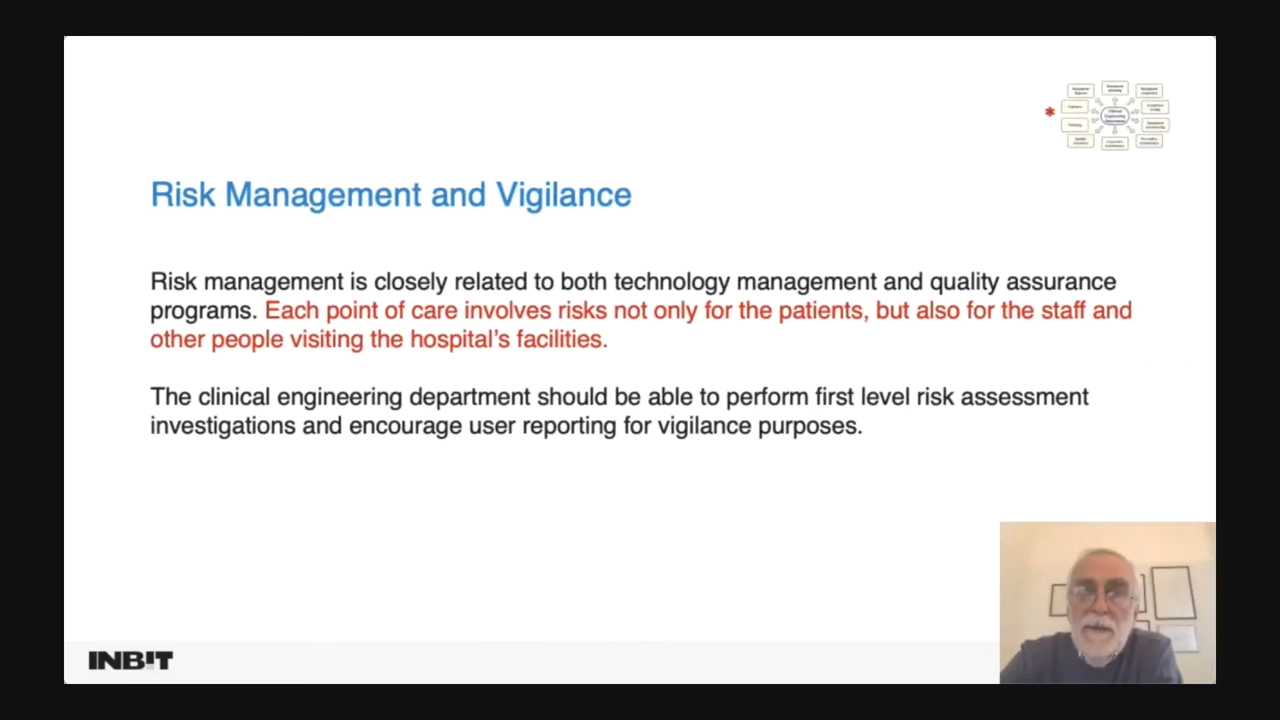 Risk Management and Vigilance
Risk management is closely related to both technology management and quality assurance
programs. Each point of care involves risks not only for the patients, but also for the staff and
other people visiting the hospital's facilities.
The clinical engineering department should be able to perform first level risk assessment
investigations and encourage user reporting for vigilance purposes.
INBIT